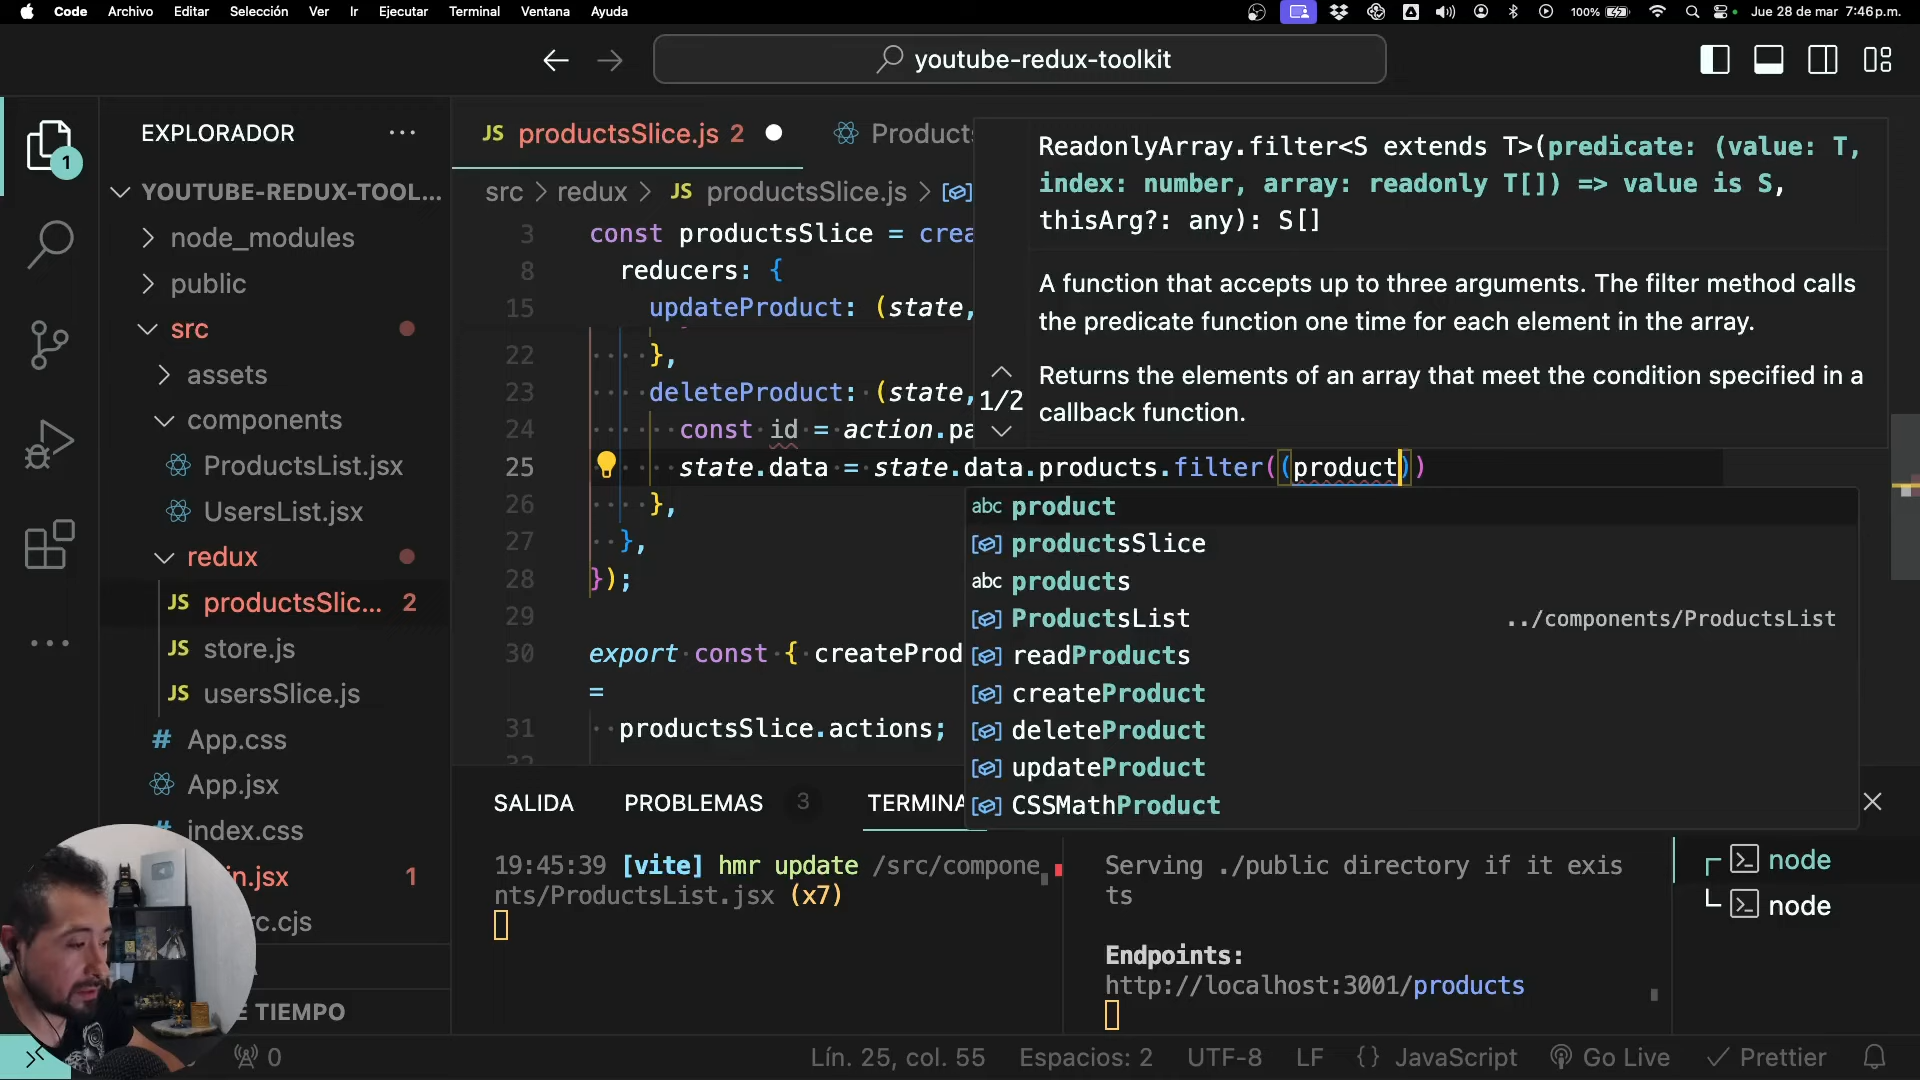 Code Archivo Editar Selección Ver Ir Ejecutar Terminal Ventana Ayuda 100% Jue 28 de mar 7:46 p.m.
youtube-redux-toolkit
EXPLORADOR
1
YOUTUBE-REDUX-TOOL...
node_modules
public
src
assets
components
ProductsList.jsx
UsersList.jsx
redux
JS productsSlic... 2
JS store.js
JS usersSlice.js
# App.css
App.jsx
index.css
in.jsx 1
rc.cjs
E TIEMPO
JS productsSlice.js 2
Products
src > redux > JS productsSlice.js >
3 const productsSlice = crea
8 reducers: {
15 updateProduct: (state,
22 },
23 deleteProduct: (state,
24 const id = action.pa
25 state.data = state.data.products.filter((product))
26 },
27 },
28 });
29
30 export const { createProd
=
31 productsSlice.actions;
32
ReadonlyArray.filter<S extends T>(predicate: (value: T,
index: number, array: readonly T[]) => value is S,
thisArg?: any): S[]
1/2
A function that accepts up to three arguments. The filter method calls
the predicate function one time for each element in the array.
Returns the elements of an array that meet the condition specified in a
callback function.
abc product
productsSlice
abc products
ProductsList ../components/ProductsList
readProducts
createProduct
deleteProduct
updateProduct
CSSMathProduct
SALIDA PROBLEMAS 3 TERMINA
19:45:39 [vite] hmr update /src/compone
nts/ProductsList.jsx (x7)
Serving ./public directory if it exis
ts
Endpoints:
http://localhost:3001/products
node
node
0 Lín. 25, col. 55 Espacios: 2 UTF-8 LF {} JavaScript Go Live Prettier